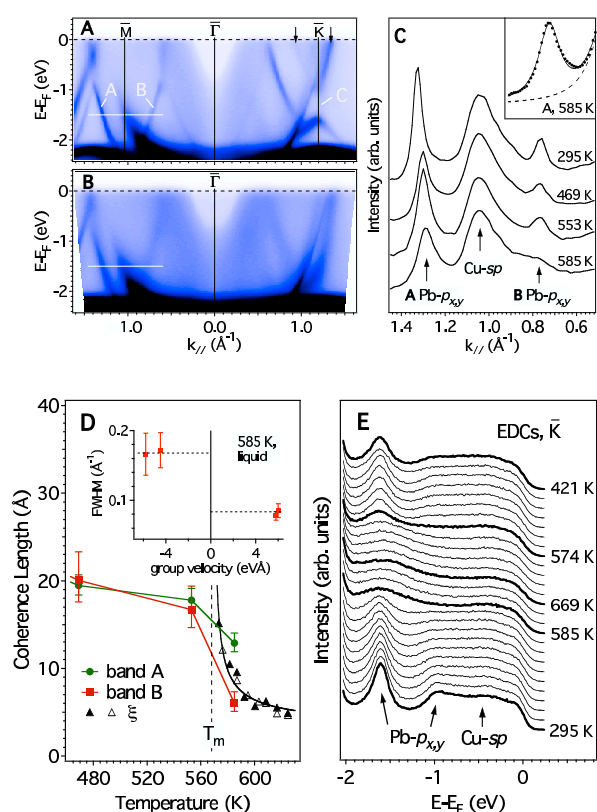 A
M̅
Γ̅
K̅
A
B
C
E-E_F (eV)
0
-1
-2
B
Γ̅
E-E_F (eV)
0
-1
-2
1.0
0.0
1.0
k_// (Å⁻¹)
C
A, 585 K
Intensity (arb. units)
295 K
469 K
553 K
585 K
Cu-sp
A Pb-p_x,y
B Pb-p_x,y
1.4
1.2
1.0
0.8
0.6
k_// (Å⁻¹)
D
Coherence Length (Å)
40
30
20
10
0
FWHM (Å⁻¹)
0.2
0.1
585 K,
liquid
-4
0
4
group velocity (eVÅ)
band A
band B
ξ
T_m
480
520
560
600
Temperature (K)
E
EDCs, K̅
Intensity (arb. units)
421 K
574 K
669 K
585 K
295 K
Pb-p_x,y
Cu-sp
-2
-1
0
E-E_F (eV)